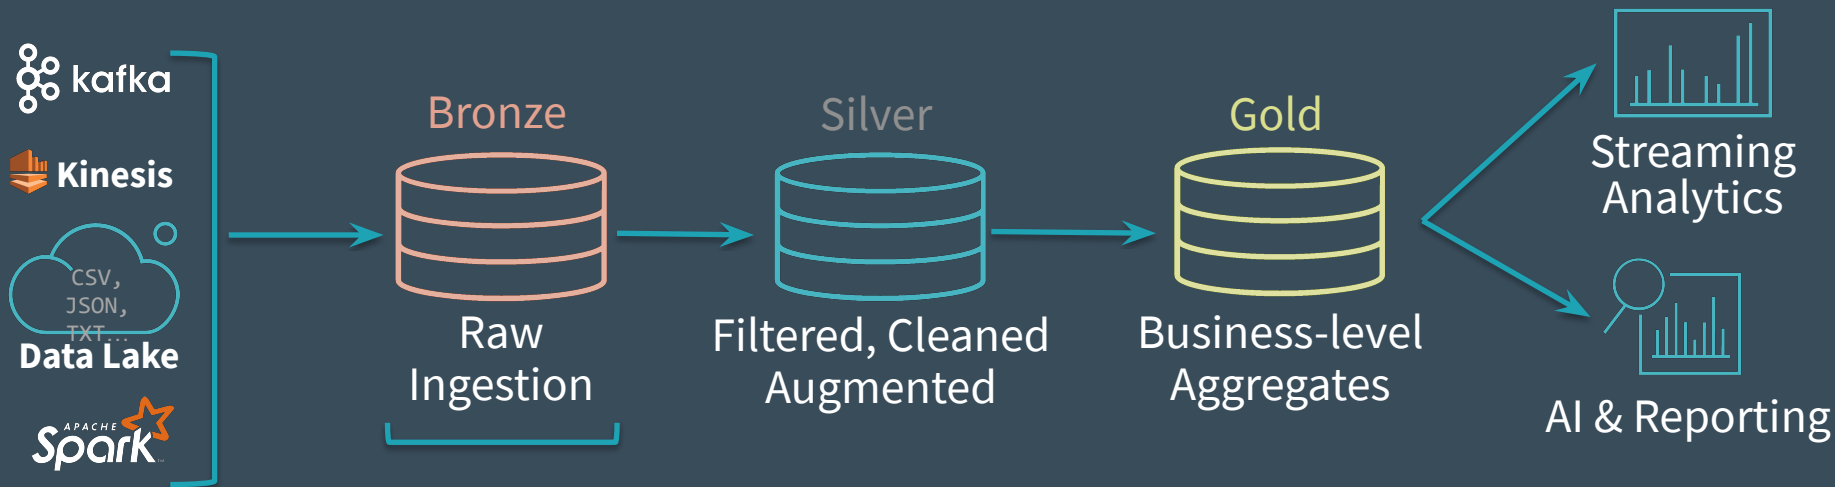 kafka
Kinesis
CSV,
JSON,
TXT...
Data Lake
APACHE
Spark
Bronze
Raw
Ingestion
Silver
Filtered, Cleaned
Augmented
Gold
Business-level
Aggregates
Streaming
Analytics
AI & Reporting